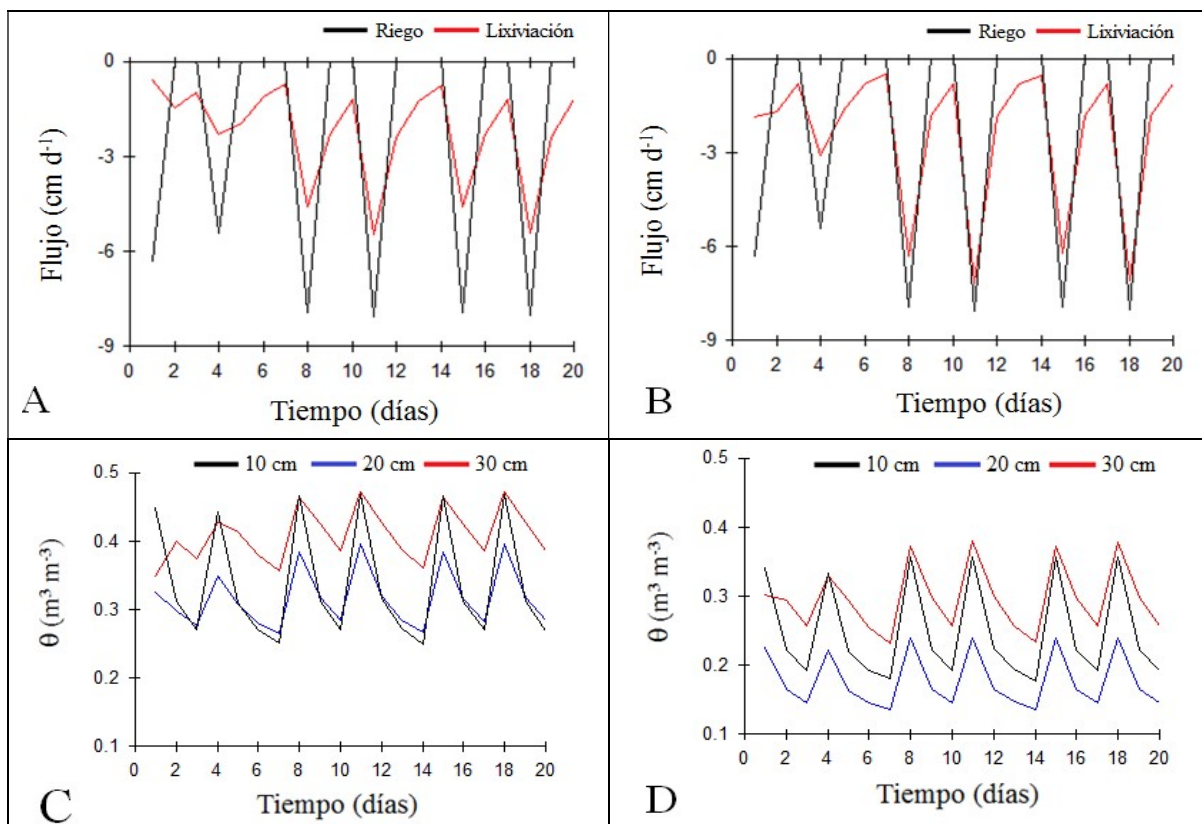 Riego Lixiviación
0
-3
-6
-9
Flujo (cm d-1)
0 2 4 6 8 10 12 14 16 18 20
Tiempo (días)
A
Riego Lixiviación
0
-3
-6
-9
Flujo (cm d-1)
0 2 4 6 8 10 12 14 16 18 20
Tiempo (días)
B
10 cm 20 cm 30 cm
0.5
0.4
0.3
0.2
0.1
θ (m³ m-³)
0 2 4 6 8 10 12 14 16 18 20
Tiempo (días)
C
10 cm 20 cm 30 cm
0.5
0.4
0.3
0.2
0.1
θ (m³ m-³)
0 2 4 6 8 10 12 14 16 18 20
Tiempo (días)
D